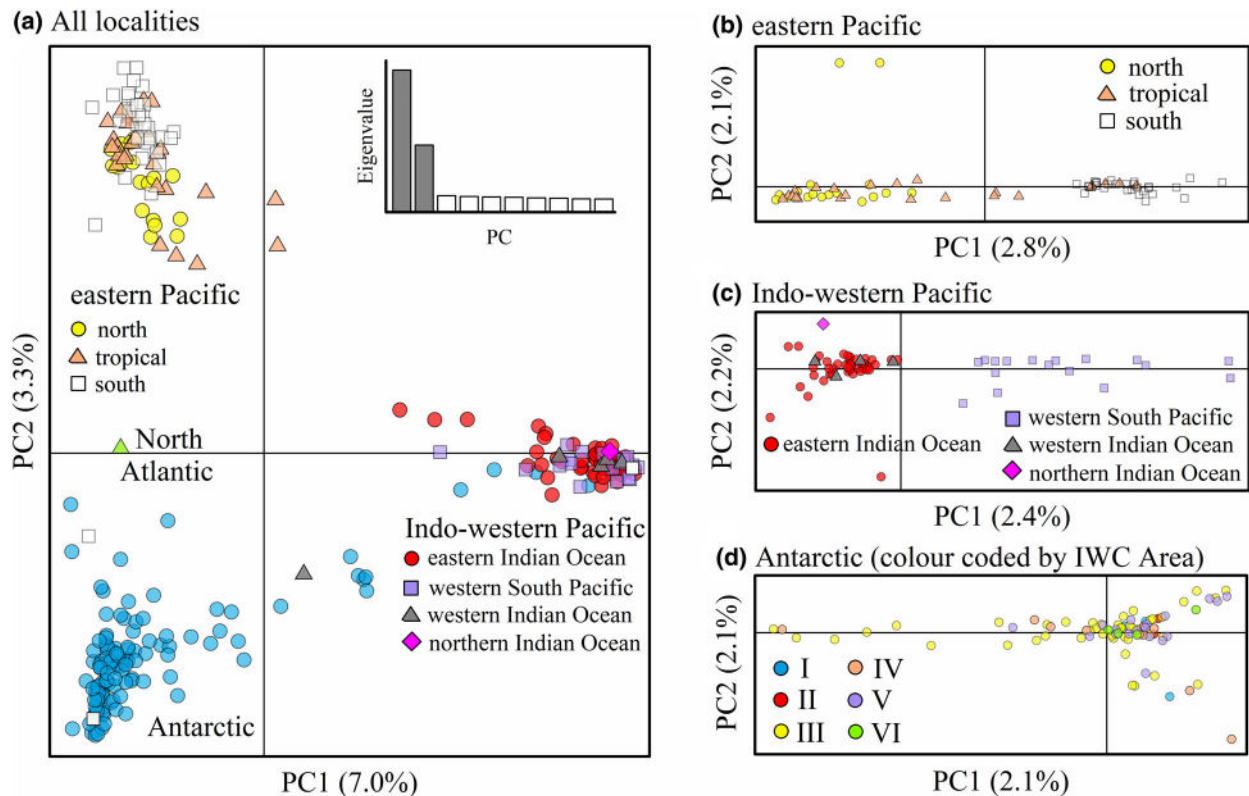 (a) All localities
PC2 (3.3%)
PC1 (7.0%)
Eigenvalue
PC
eastern Pacific
north
tropical
south
North
Atlantic
Antarctic
Indo-western Pacific
eastern Indian Ocean
western South Pacific
western Indian Ocean
northern Indian Ocean
(b) eastern Pacific
PC2 (2.1%)
north
tropical
south
PC1 (2.8%)
(c) Indo-western Pacific
PC2 (2.2%)
western South Pacific
eastern Indian Ocean
western Indian Ocean
northern Indian Ocean
PC1 (2.4%)
(d) Antarctic (colour coded by IWC Area)
PC2 (2.1%)
I IV
II V
III VI
PC1 (2.1%)